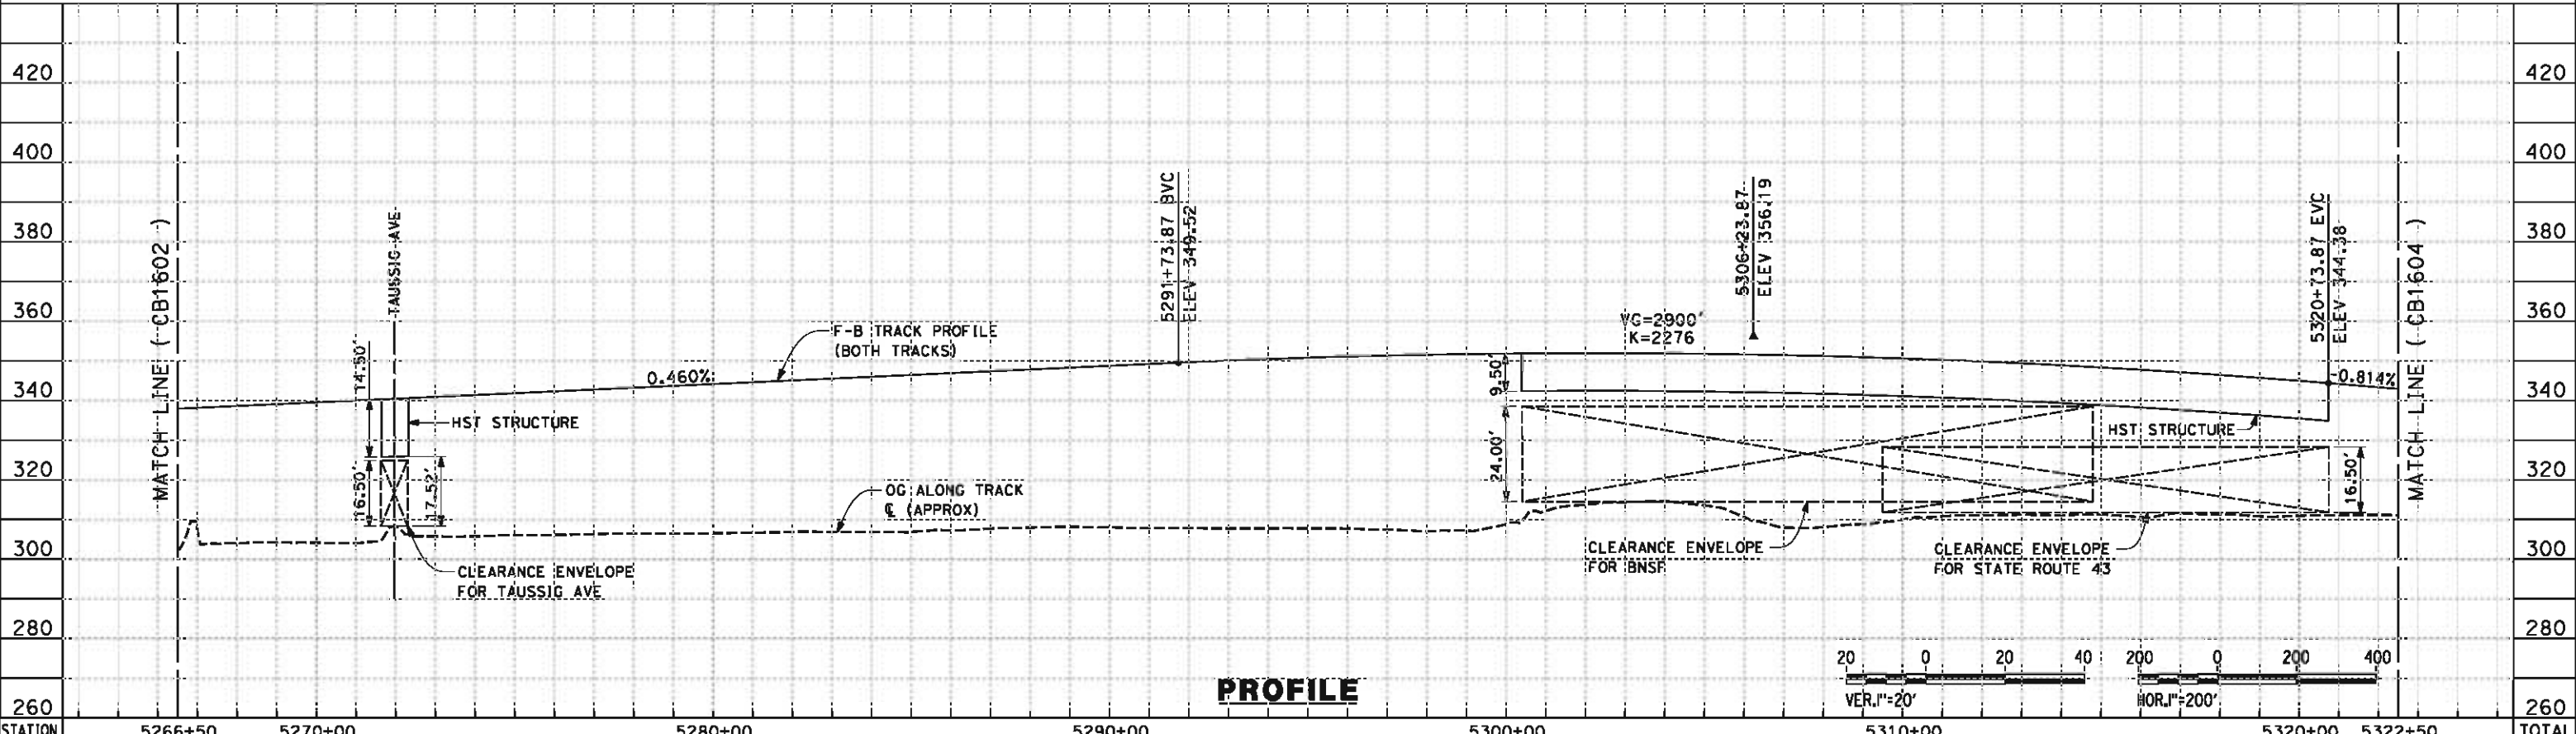 420
400
380
360
340
320
300
280
260
STATION
MATCH LINE ( CB1602 )
TAUSSIG AVE
14.50'
16.50'
17.52'
HST STRUCTURE
CLEARANCE ENVELOPE
FOR TAUSSIG AVE
0.460%
F-B TRACK PROFILE
(BOTH TRACKS)
OG ALONG TRACK
℄ (APPROX)
5291+73.87 BVC
ELEV 349.52
9.50'
24.00'
VC=2900'
K=2276
5306+23.87
ELEV 356.19
CLEARANCE ENVELOPE
FOR BNSF
CLEARANCE ENVELOPE
FOR STATE ROUTE 43
HST STRUCTURE
16.50'
5320+73.87 EVC
ELEV 344.38
-0.814%
MATCH LINE ( CB1604 )
PROFILE
20 0 20 40
VER.1"=20'
200 0 200 400
HOR.1"=200'
5266+50 5270+00 5280+00 5290+00 5300+00 5310+00 5320+00 5322+50
420
400
380
360
340
320
300
280
260
TOTAL